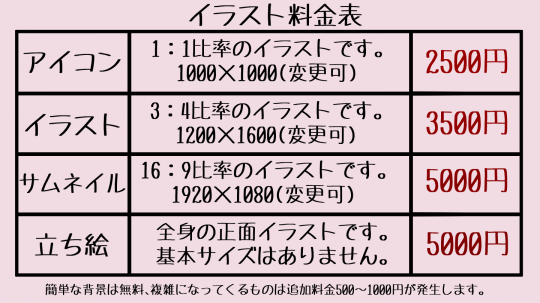 イラスト料金表
アイコン
1：1比率のイラストです。
1000×1000(変更可)
2500円
イラスト
3：4比率のイラストです。
1200×1600(変更可)
3500円
サムネイル
16：9比率のイラストです。
1920×1080(変更可)
5000円
立ち絵
全身の正面イラストです。
基本サイズはありません。
5000円
簡単な背景は無料、複雑になってくるものは追加料金500～1000円が発生します。